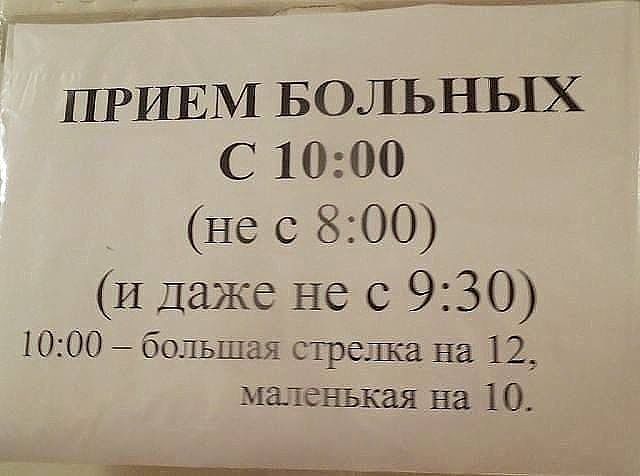 ПРИЕМ БОЛЬНЫХ
С 10:00
(не с 8:00)
(и даже не с 9:30)
10:00 – большая стрелка на 12,
маленькая на 10.